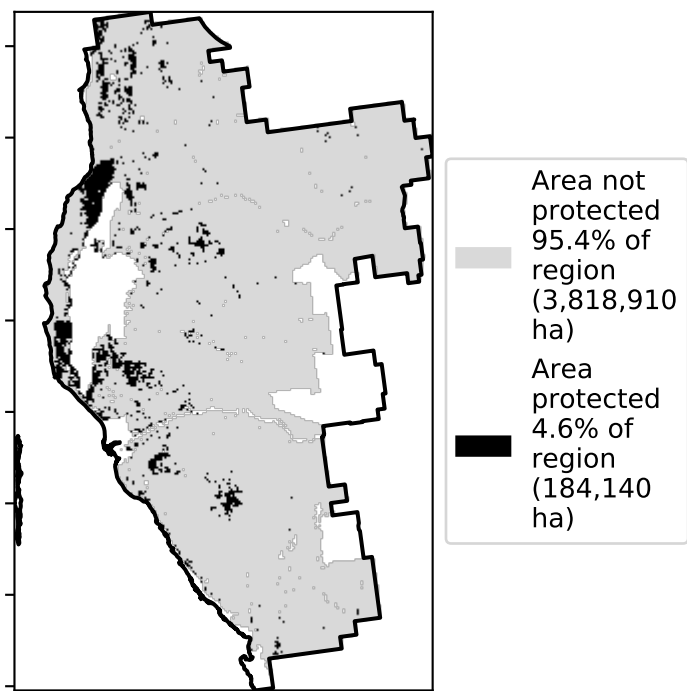 Area not
protected
95.4% of
region
(3,818,910
ha)
Area
protected
4.6% of
region
(184,140
ha)